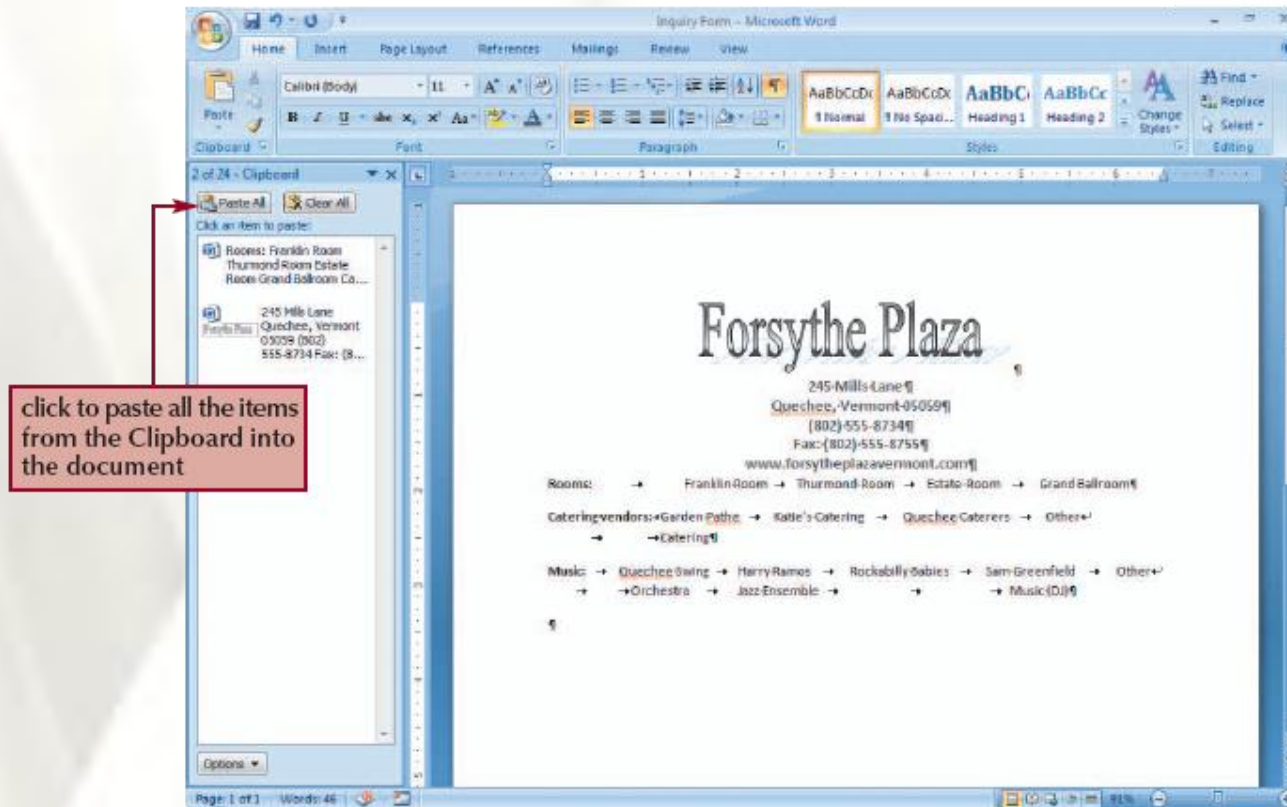 Inquiry Form - Microsoft Word
Home Insert Page Layout References Mailings Review View
Calibri (Body) 11
Paste
B I U abc x, x' Aa A
AaBbCcDc AaBbCcDc AaBbCc AaBbCc
¶ Normal ¶ No Spaci... Heading 1 Heading 2
Change Styles
Find
Replace
Select
Clipboard Font Paragraph Styles Editing
2 of 24 - Clipboard
Paste All Clear All
Click an item to paste:
Rooms: Franklin Room
Thurmond Room Estate
Room Grand Ballroom Ca...
245 Mills Lane
Quechee, Vermont
05059 (802)
555-8734 Fax: (8...
Forsythe Plaza
click to paste all the items
from the Clipboard into
the document
Forsythe Plaza ¶
245·Mills·Lane¶
Quechee,·Vermont·05059¶
(802)·555-8734¶
Fax:·(802)·555-8755¶
www.forsytheplazavermont.com¶
Rooms: → Franklin·Room → Thurmond·Room → Estate·Room → Grand·Ballroom¶
Catering·vendors:→Garden·Pathe → Katie's·Catering → Quechee·Caterers → Other↵
→ →Catering¶
Music: → Quechee·Swing → Harry·Ramos → Rockabilly·Babies → Sam·Greenfield → Other↵
→ →Orchestra → Jazz·Ensemble → → → Music·(DJ)¶
¶
Options
Page: 1 of 1 Words: 46 91%